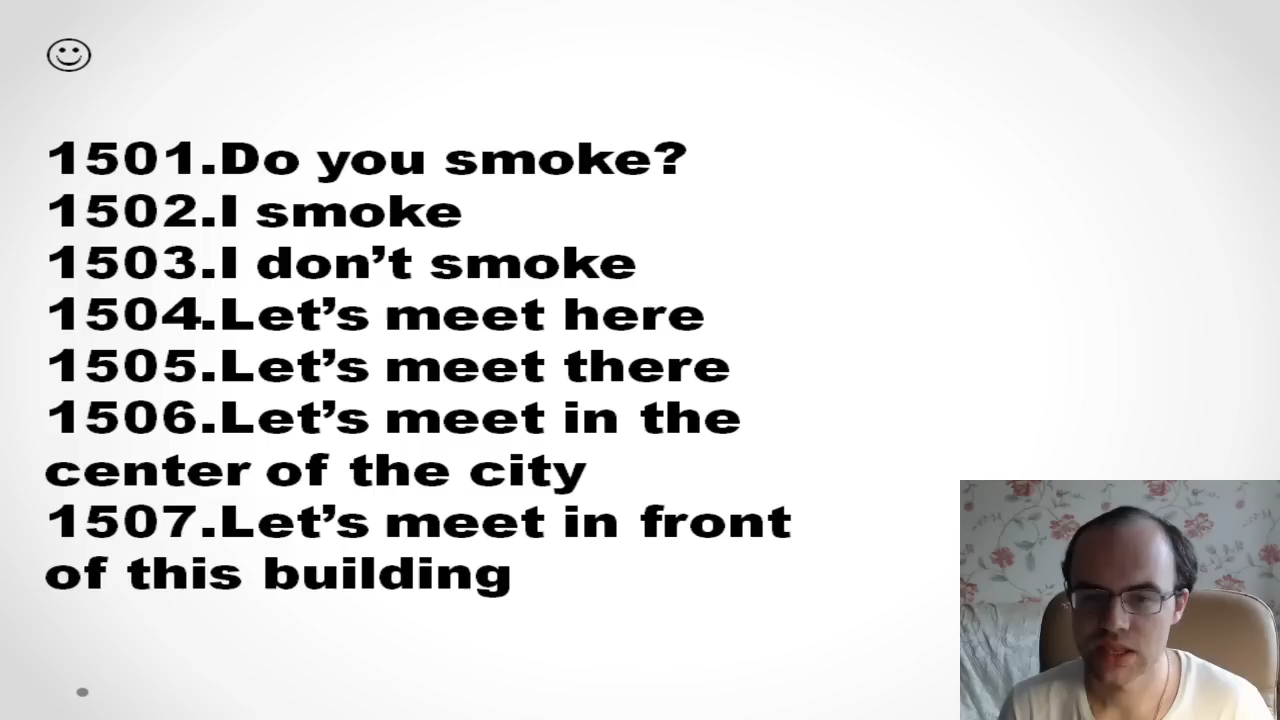 1501.Do you smoke?
1502.I smoke
1503.I don’t smoke
1504.Let’s meet here
1505.Let’s meet there
1506.Let’s meet in the
center of the city
1507.Let’s meet in front
of this building